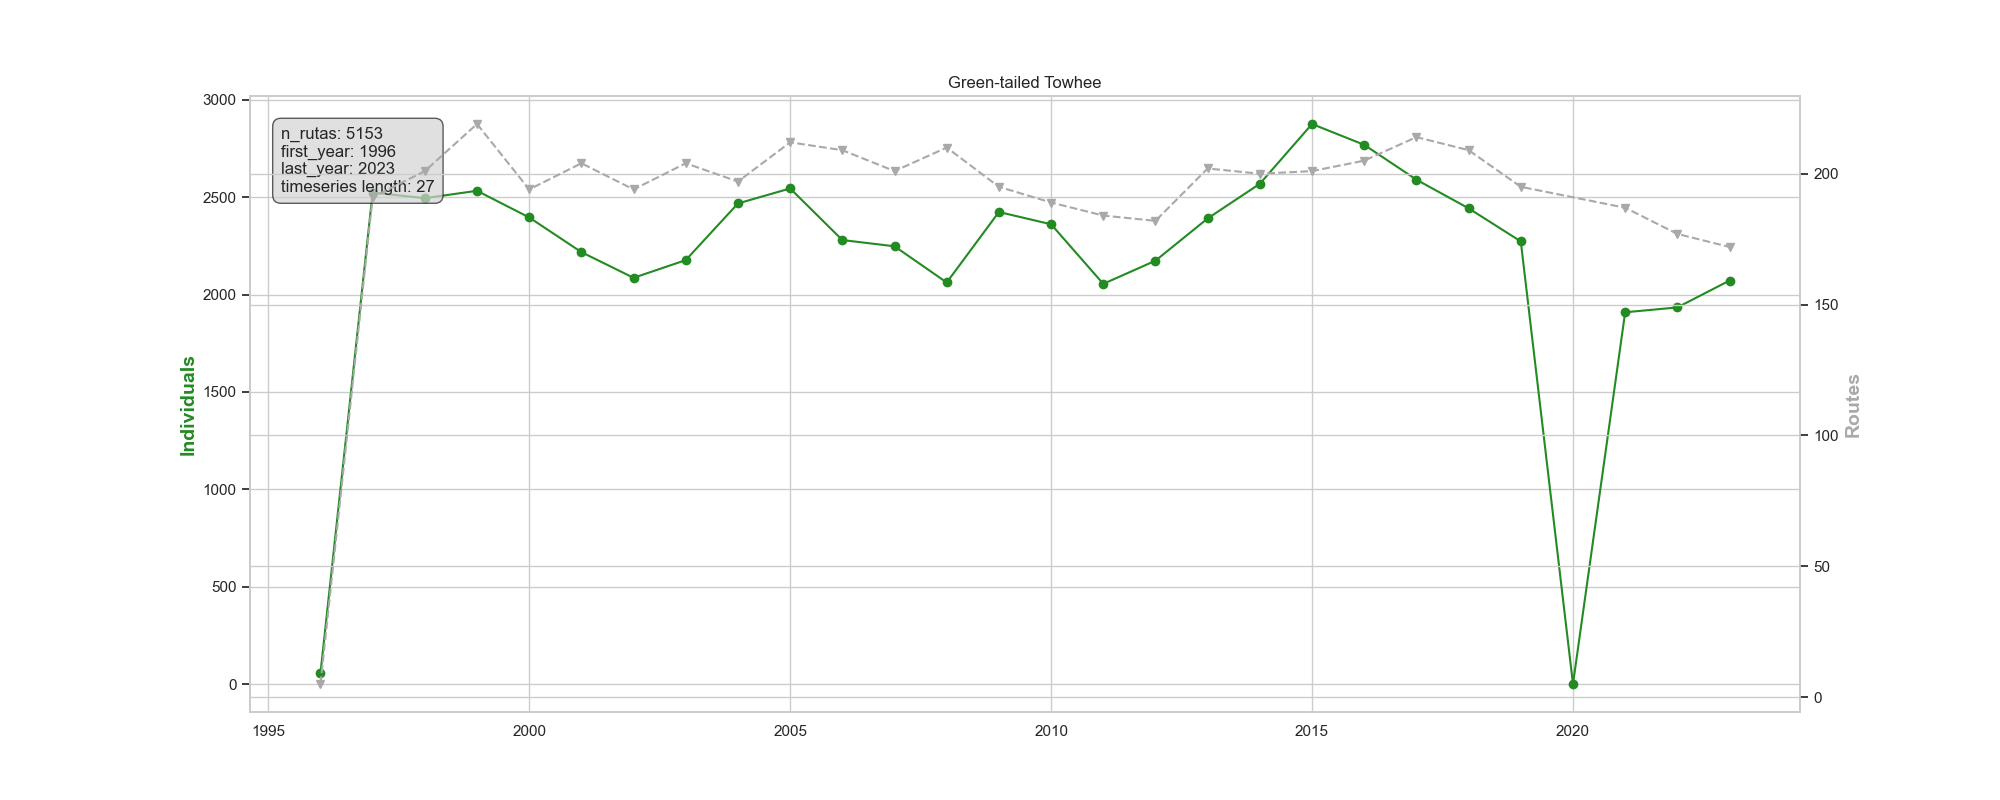 Green-tailed Towhee
n_rutas: 5153
first_year: 1996
last_year: 2023
timeseries length: 27
3000
2500
2000
1500
1000
500
0
Individuals
200
150
100
50
0
Routes
1995
2000
2005
2010
2015
2020